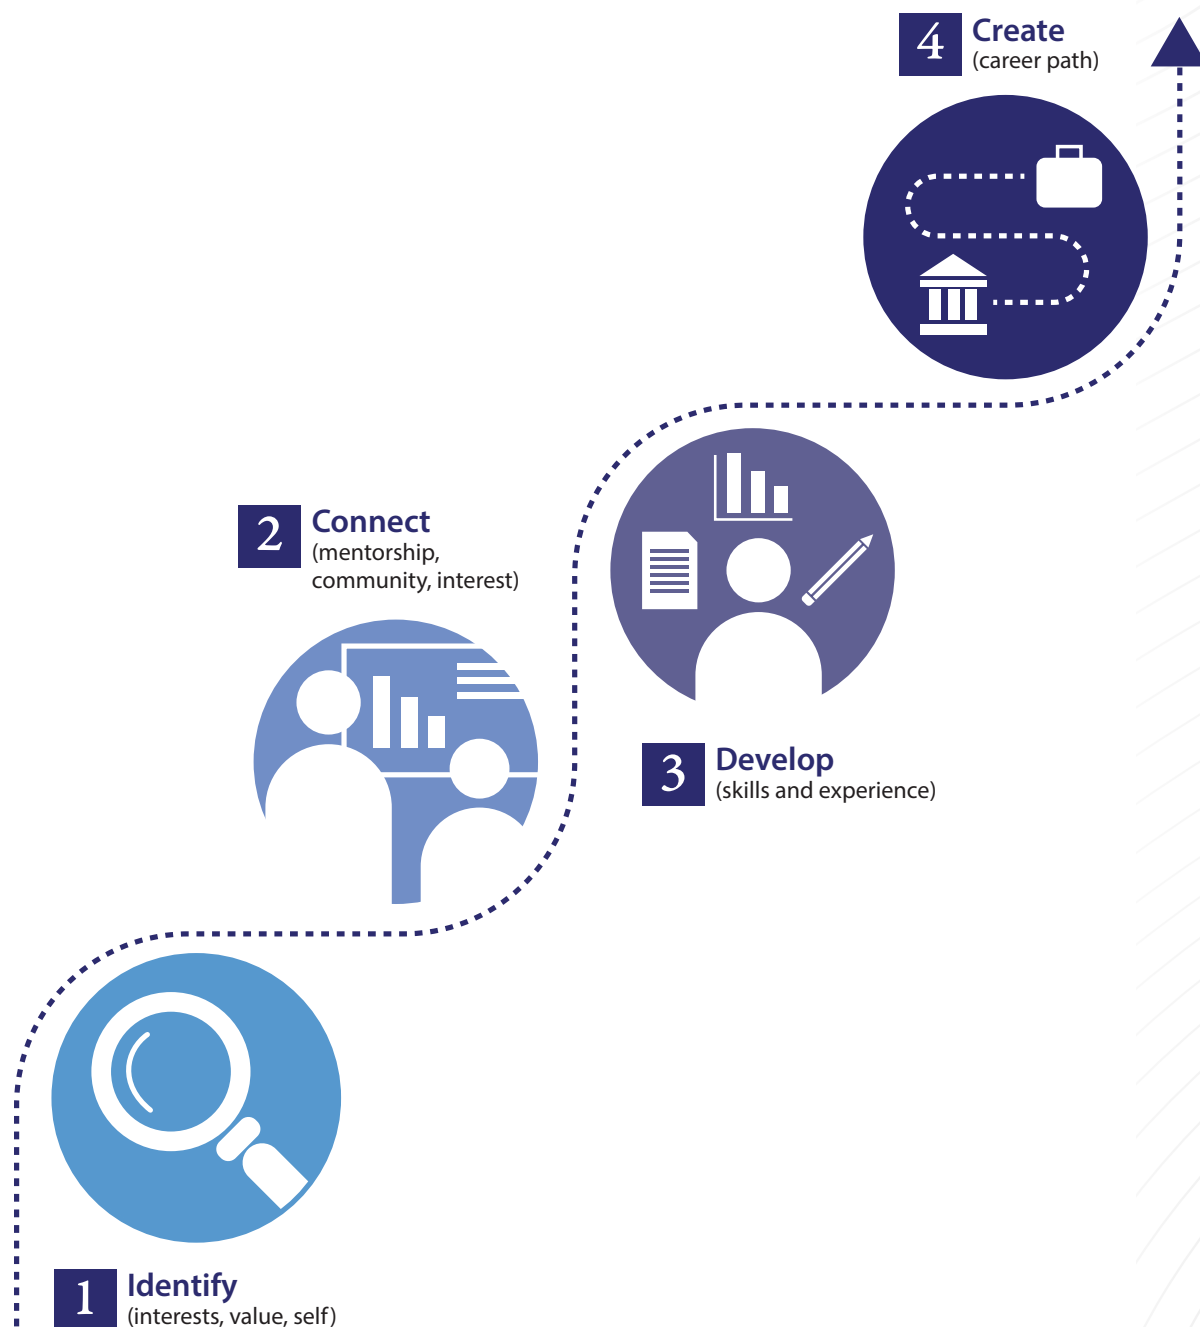 4 Create
(career path)
2 Connect
(mentorship,
community, interest)
3 Develop
(skills and experience)
1 Identify
(interests, value, self)